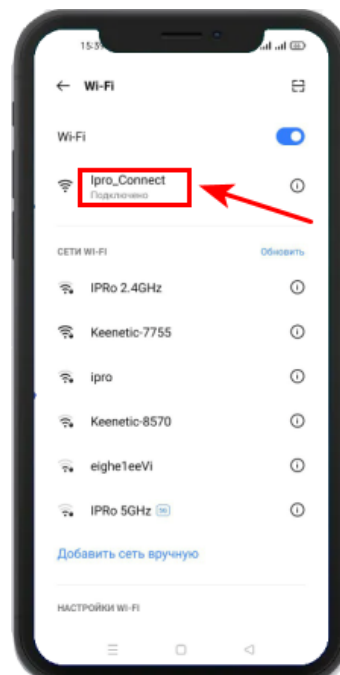 Wi-Fi
Wi-Fi
Ipro_Connect
Подключено
СЕТИ WI-FI
Обновить
IPRo 2.4GHz
Keenetic-7755
ipro
Keenetic-8570
eighe1eeVi
IPRo 5GHz
Добавить сеть вручную
НАСТРОЙКИ WI-FI